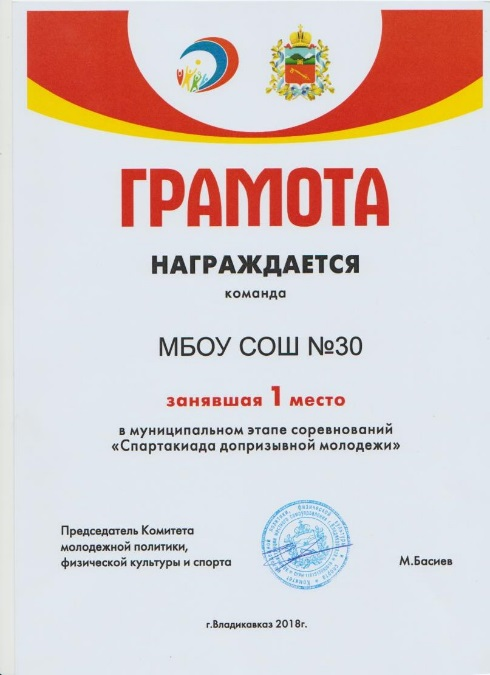 ГРАМОТА
НАГРАЖДАЕТСЯ
команда
МБОУ СОШ №30
занявшая 1 место
в муниципальном этапе соревнований
«Спартакиада допризывной молодежи»
Председатель Комитета
молодежной политики,
физической культуры и спорта
М.Басиев
г.Владикавказ 2018г.